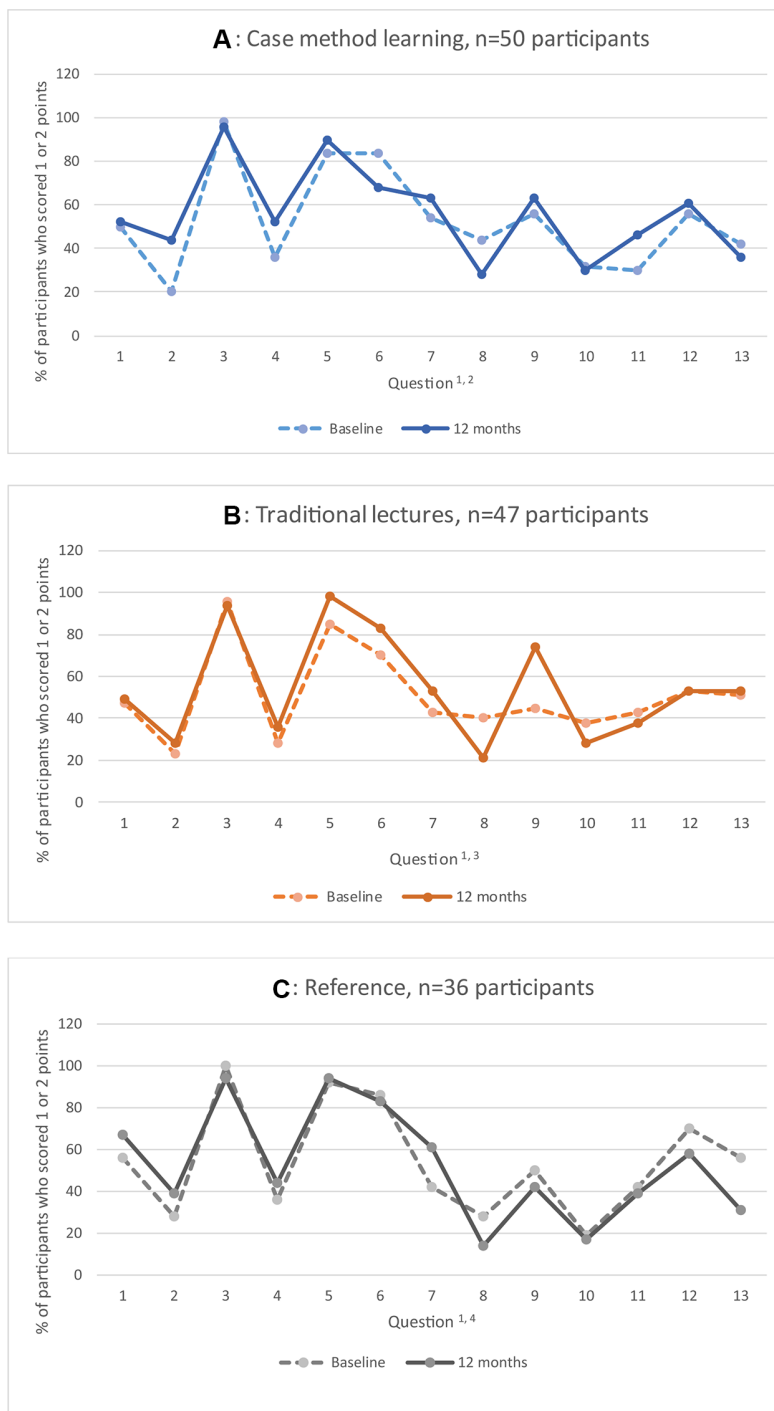 A: Case method learning, n=50 participants
% of participants who scored 1 or 2 points
120
100
80
60
40
20
0
1 2 3 4 5 6 7 8 9 10 11 12 13
Question 1, 2
Baseline 12 months
B: Traditional lectures, n=47 participants
% of participants who scored 1 or 2 points
120
100
80
60
40
20
0
1 2 3 4 5 6 7 8 9 10 11 12 13
Question 1, 3
Baseline 12 months
C: Reference, n=36 participants
% of participants who scored 1 or 2 points
120
100
80
60
40
20
0
1 2 3 4 5 6 7 8 9 10 11 12 13
Question 1, 4
Baseline 12 months